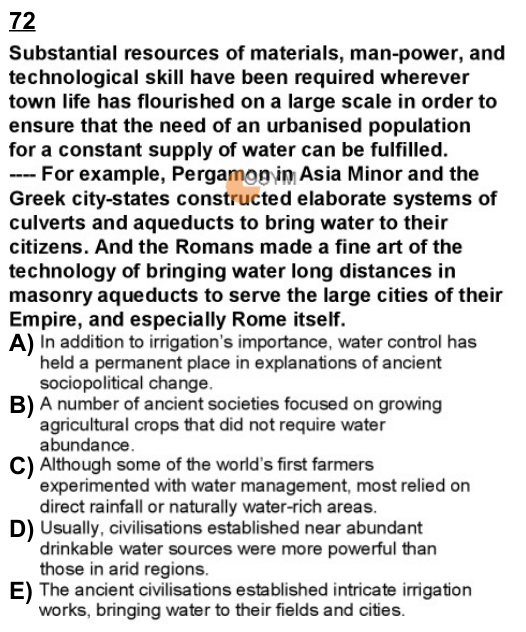 72
Substantial resources of materials, man-power, and
technological skill have been required wherever
town life has flourished on a large scale in order to
ensure that the need of an urbanised population
for a constant supply of water can be fulfilled.
---- For example, Pergamon in Asia Minor and the
Greek city-states constructed elaborate systems of
culverts and aqueducts to bring water to their
citizens. And the Romans made a fine art of the
technology of bringing water long distances in
masonry aqueducts to serve the large cities of their
Empire, and especially Rome itself.
A) In addition to irrigation's importance, water control has
held a permanent place in explanations of ancient
sociopolitical change.
B) A number of ancient societies focused on growing
agricultural crops that did not require water
abundance.
C) Although some of the world's first farmers
experimented with water management, most relied on
direct rainfall or naturally water-rich areas.
D) Usually, civilisations established near abundant
drinkable water sources were more powerful than
those in arid regions.
E) The ancient civilisations established intricate irrigation
works, bringing water to their fields and cities.